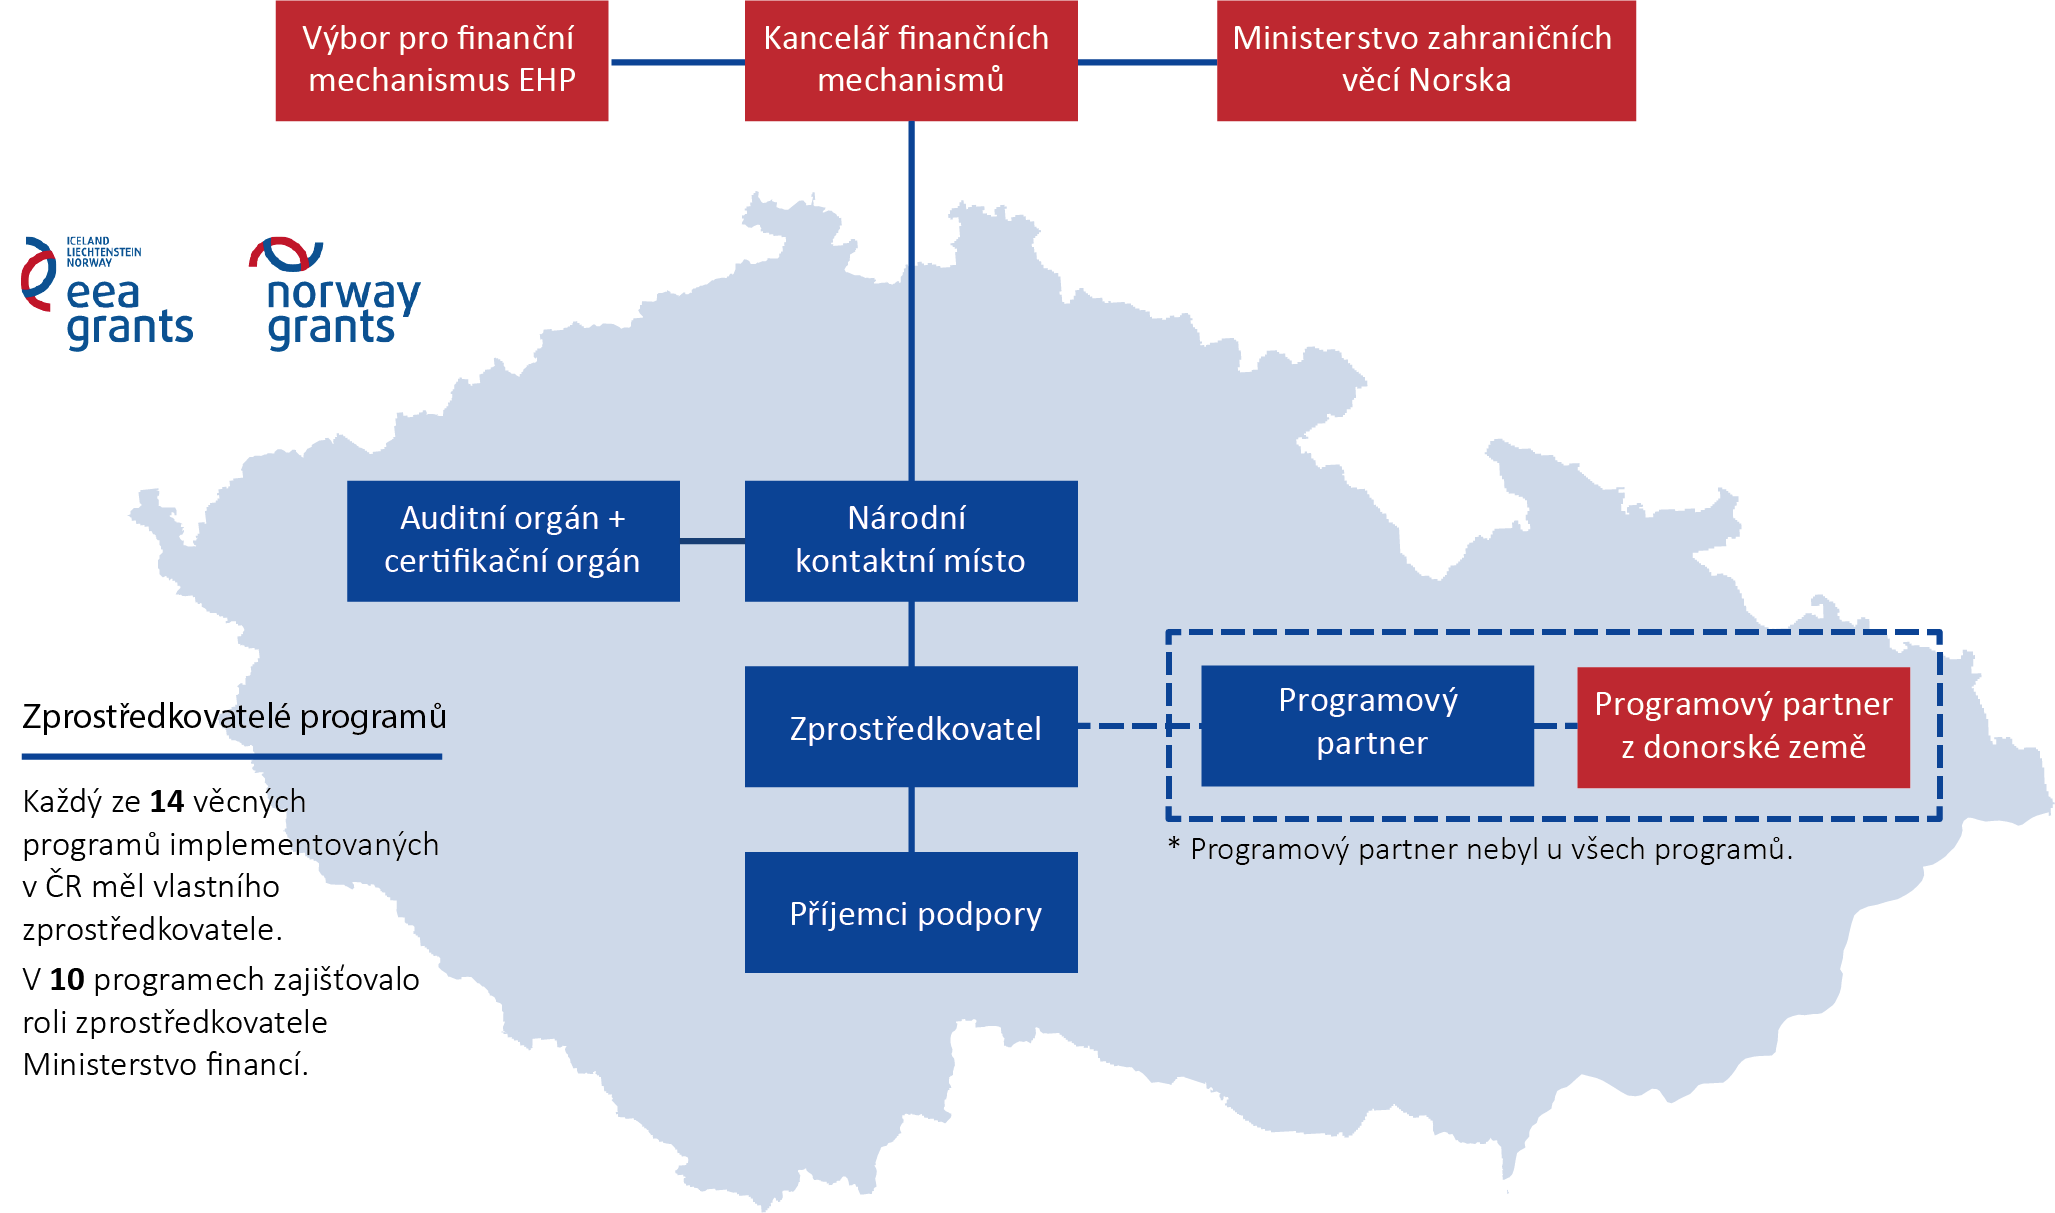 Výbor pro finanční
mechanismus EHP
Kancelář finančních
mechanismů
Ministerstvo zahraničních
věcí Norska
ICELAND
LIECHTENSTEIN
NORWAY
eea
grants
norway
grants
Auditní orgán +
certifikační orgán
Národní
kontaktní místo
Zprostředkovatel
Programový
partner
Programový partner
z donorské země
* Programový partner nebyl u všech programů.
Příjemci podpory
Zprostředkovatelé programů
Každý ze 14 věcných
programů implementovaných
v ČR měl vlastního
zprostředkovatele.
V 10 programech zajišťovalo
roli zprostředkovatele
Ministerstvo financí.